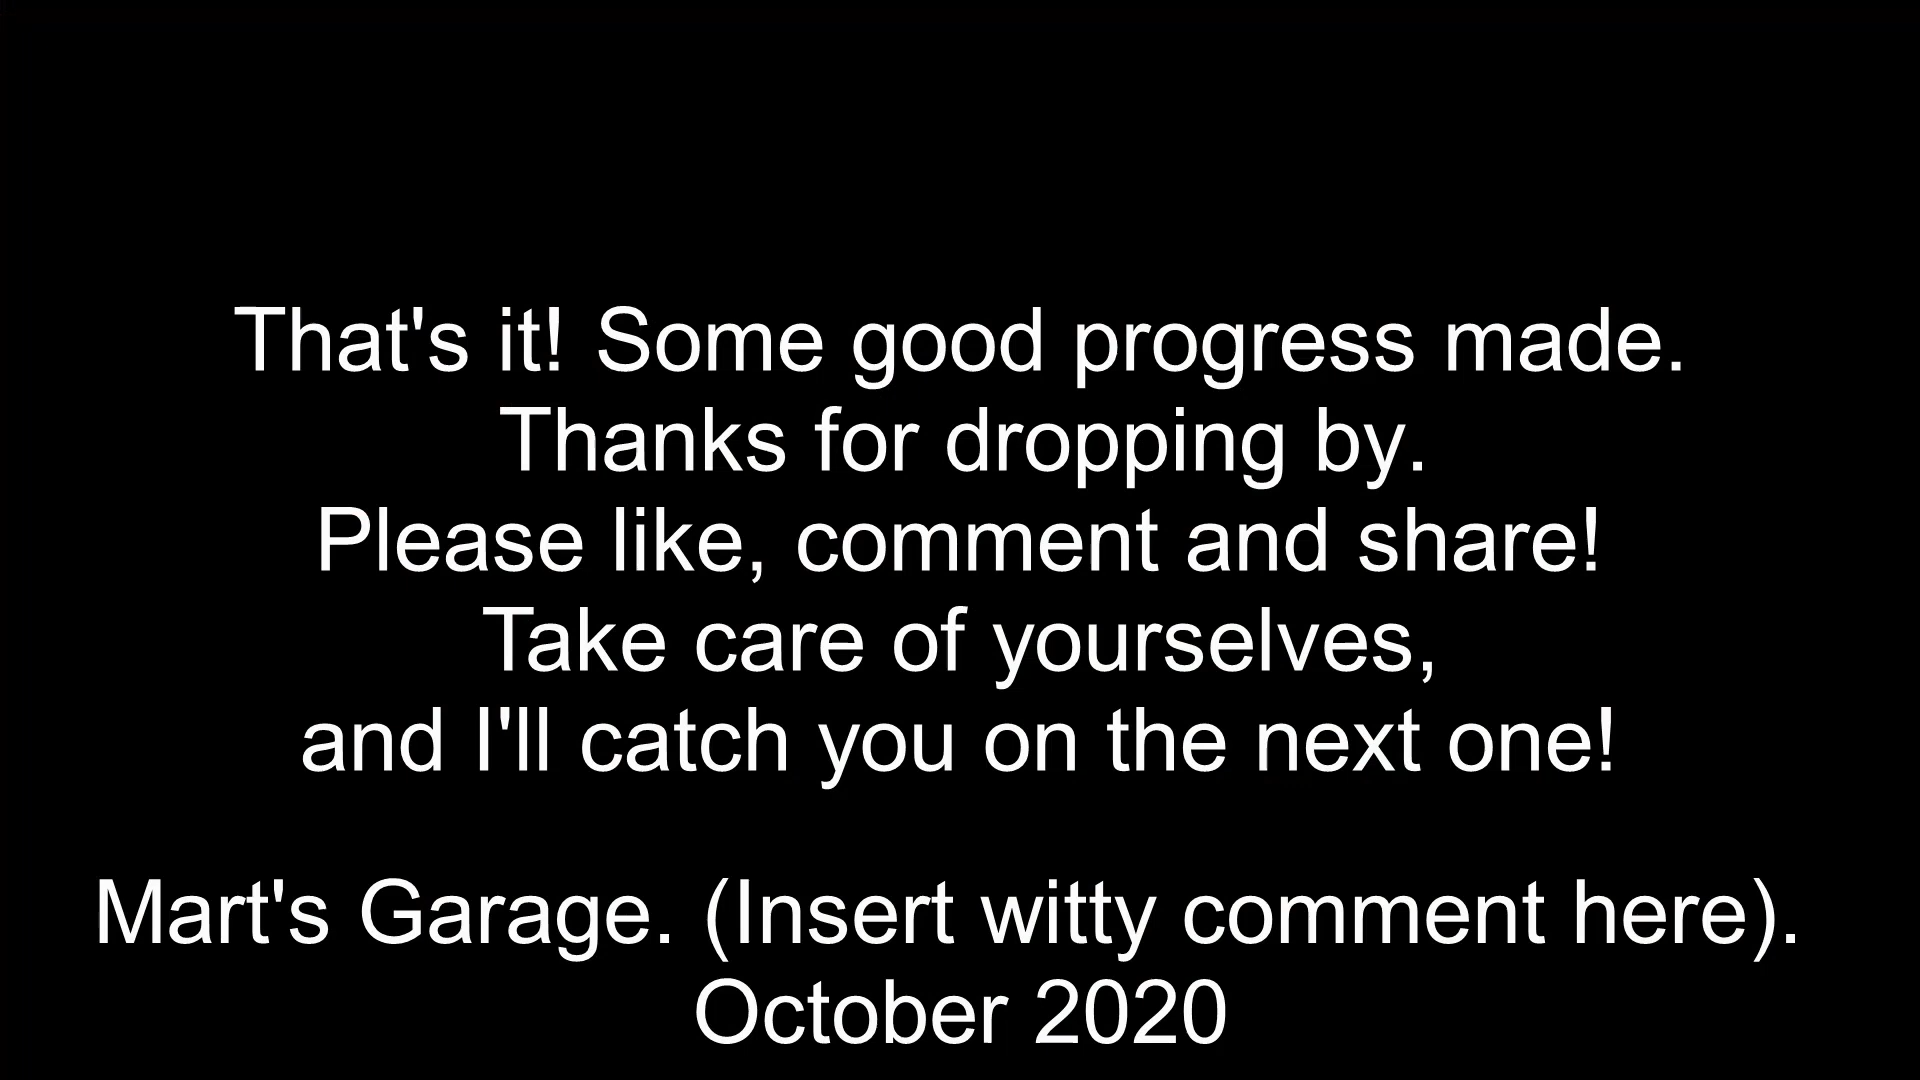 That's it! Some good progress made.
Thanks for dropping by.
Please like, comment and share!
Take care of yourselves,
and I'll catch you on the next one!
Mart's Garage. (Insert witty comment here).
October 2020